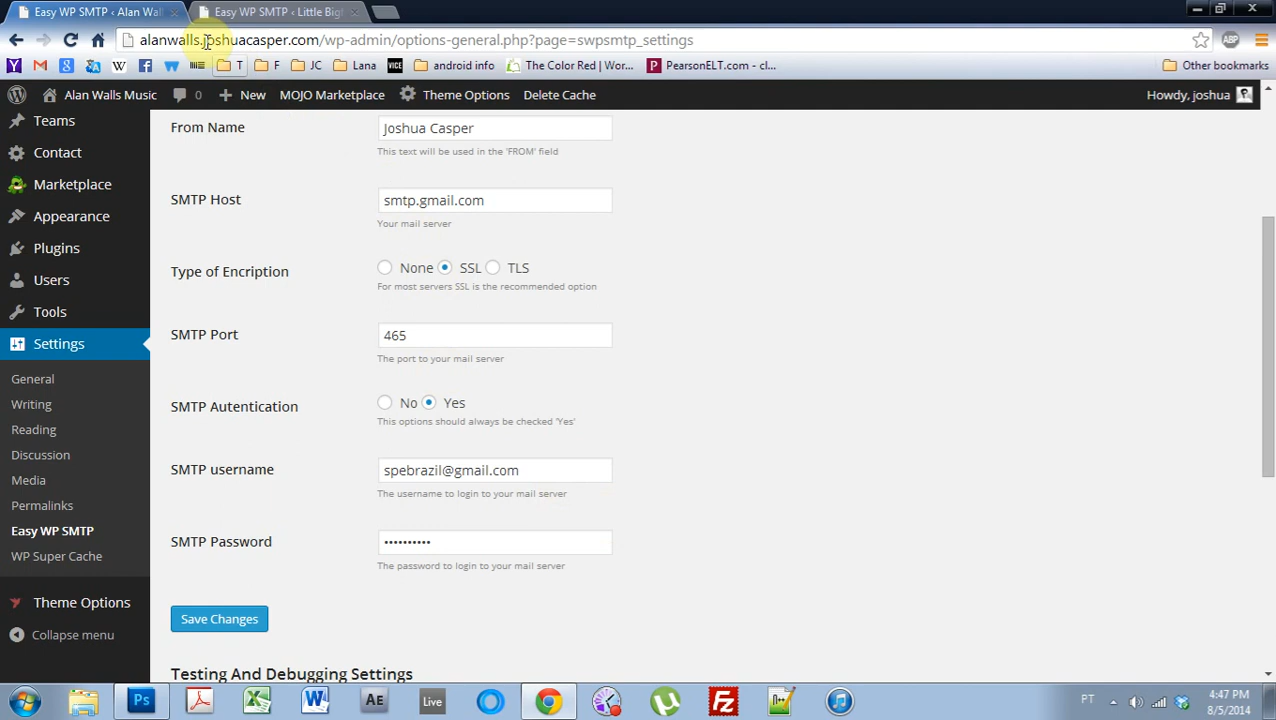 Easy WP SMTP ‹ Alan Wall
Easy WP SMTP ‹ Little Big
alanwalls.joshuacasper.com/wp-admin/options-general.php?page=swpsmtp_settings
ABP
T
F
JC
Lana
VICE
android info
The Color Red | Wor...
PearsonELT.com - cl...
Other bookmarks
Alan Walls Music
0
New
MOJO Marketplace
Theme Options
Delete Cache
Howdy, joshua
Teams
Contact
Marketplace
Appearance
Plugins
Users
Tools
Settings
General
Writing
Reading
Discussion
Media
Permalinks
Easy WP SMTP
WP Super Cache
Theme Options
Collapse menu
From Name
Joshua Casper
This text will be used in the 'FROM' field
SMTP Host
smtp.gmail.com
Your mail server
Type of Encription
None SSL TLS
For most servers SSL is the recommended option
SMTP Port
465
The port to your mail server
SMTP Autentication
No Yes
This options should always be checked 'Yes'
SMTP username
spebrazil@gmail.com
The username to login to your mail server
SMTP Password
••••••••••
The password to login to your mail server
Save Changes
Testing And Debugging Settings
Ps
Ae
Live
Fz
PT
4:47 PM
8/5/2014